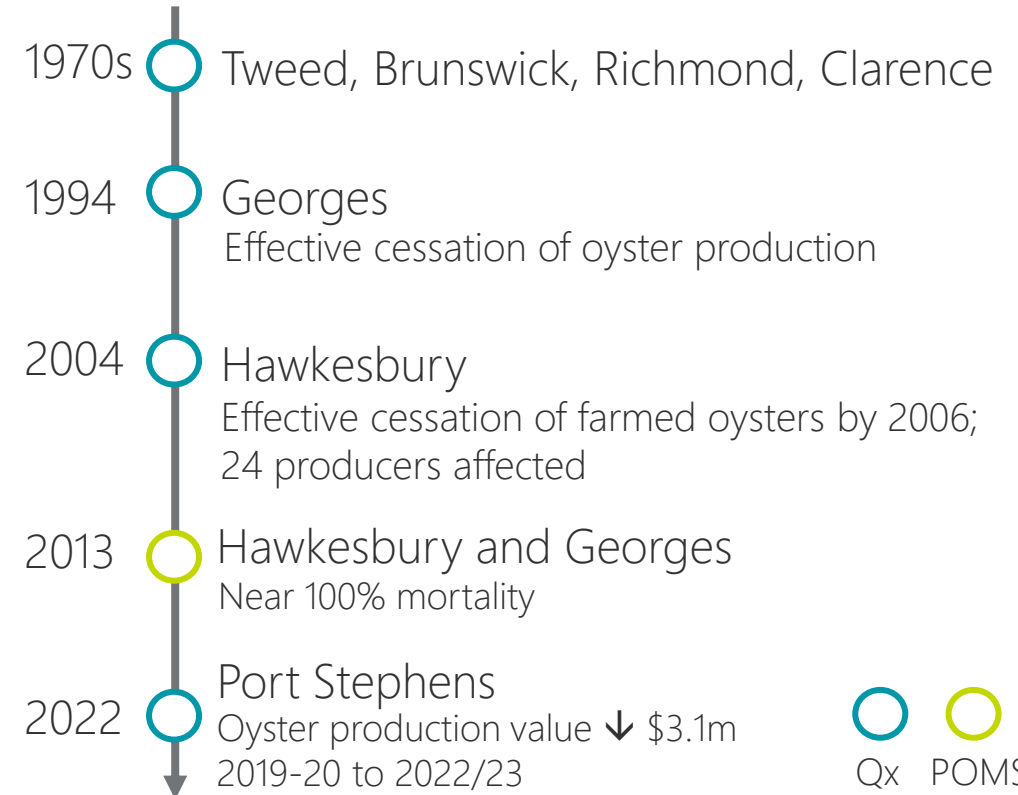 1970s Tweed, Brunswick, Richmond, Clarence
1994 Georges
Effective cessation of oyster production
2004 Hawkesbury
Effective cessation of farmed oysters by 2006;
24 producers affected
2013 Hawkesbury and Georges
Near 100% mortality
2022 Port Stephens
Oyster production value ↓ $3.1m
2019-20 to 2022/23
Qx POMS